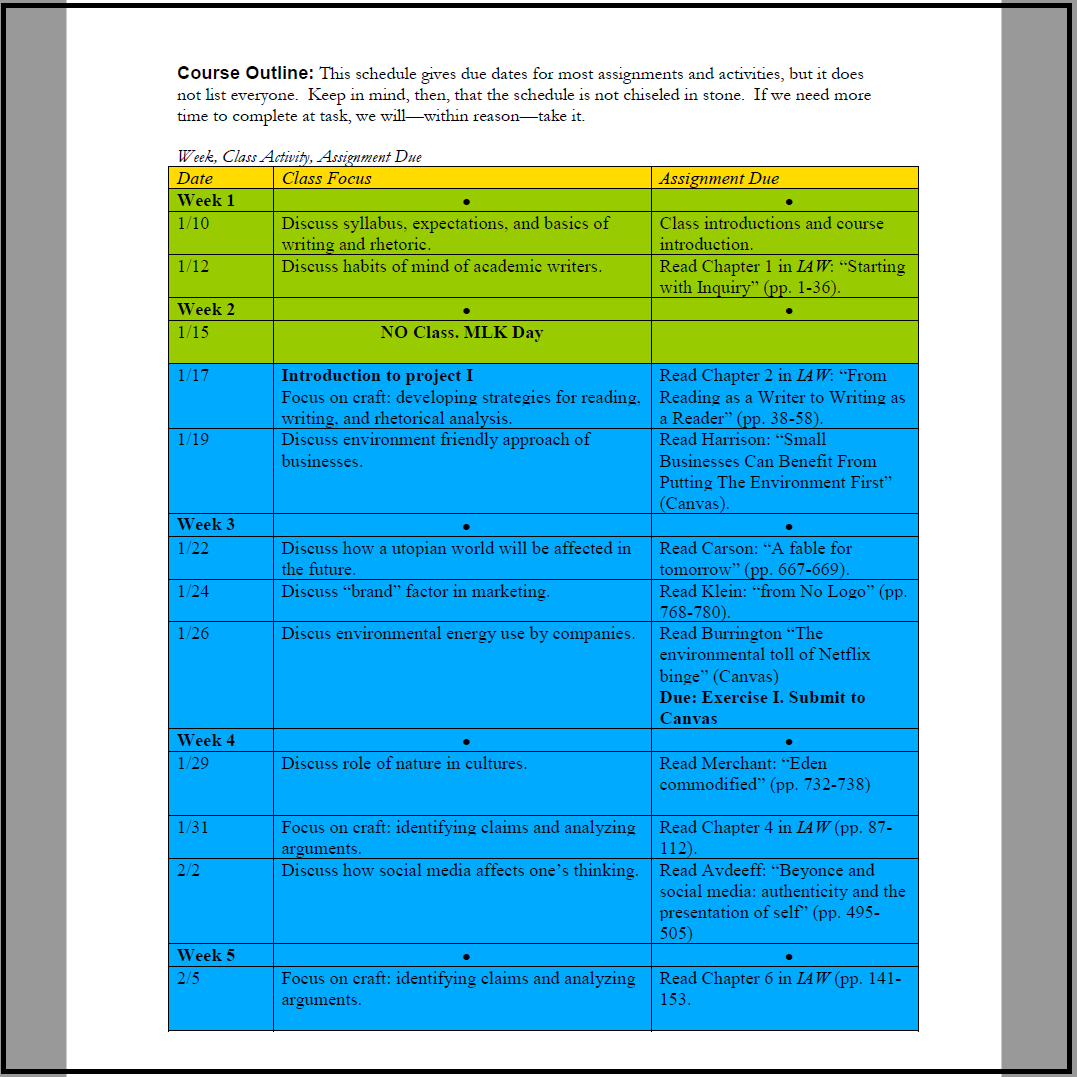 Course Outline: This schedule gives due dates for most assignments and activities, but it does
not list everyone.  Keep in mind, then, that the schedule is not chiseled in stone.  If we need more
time to complete at task, we will—within reason—take it.
Week, Class Activity, Assignment Due
Date Class Focus Assignment Due
Week 1 • •
1/10 Discuss syllabus, expectations, and basics of
writing and rhetoric.
Class introductions and course
introduction.
1/12 Discuss habits of mind of academic writers.
Read Chapter 1 in IAW: “Starting
with Inquiry” (pp. 1-36).
Week 2 • •
1/15 NO Class. MLK Day
1/17 Introduction to project I
Focus on craft: developing strategies for reading,
writing, and rhetorical analysis.
Read Chapter 2 in IAW: “From
Reading as a Writer to Writing as
a Reader” (pp. 38-58).
1/19 Discuss environment friendly approach of
businesses.
Read Harrison: “Small
Businesses Can Benefit From
Putting The Environment First”
(Canvas).
Week 3 • •
1/22 Discuss how a utopian world will be affected in
the future.
Read Carson: “A fable for
tomorrow” (pp. 667-669).
1/24 Discuss “brand” factor in marketing.
Read Klein: “from No Logo” (pp.
768-780).
1/26 Discus environmental energy use by companies.
Read Burrington “The
environmental toll of Netflix
binge” (Canvas)
Due: Exercise I. Submit to
Canvas
Week 4 • •
1/29 Discuss role of nature in cultures.
Read Merchant: “Eden
commodified” (pp. 732-738)
1/31 Focus on craft: identifying claims and analyzing
arguments.
Read Chapter 4 in IAW (pp. 87-
112).
2/2 Discuss how social media affects one’s thinking.
Read Avdeeff: “Beyonce and
social media: authenticity and the
presentation of self” (pp. 495-
505)
Week 5 • •
2/5 Focus on craft: identifying claims and analyzing
arguments.
Read Chapter 6 in IAW (pp. 141-
153.